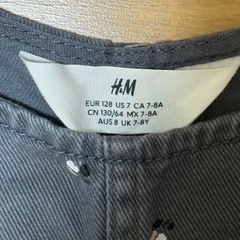 H&M
EUR 128 US 7 CA 7-8A
CN 130/64 MX 7-8A
AUS 8 UK 7-8Y